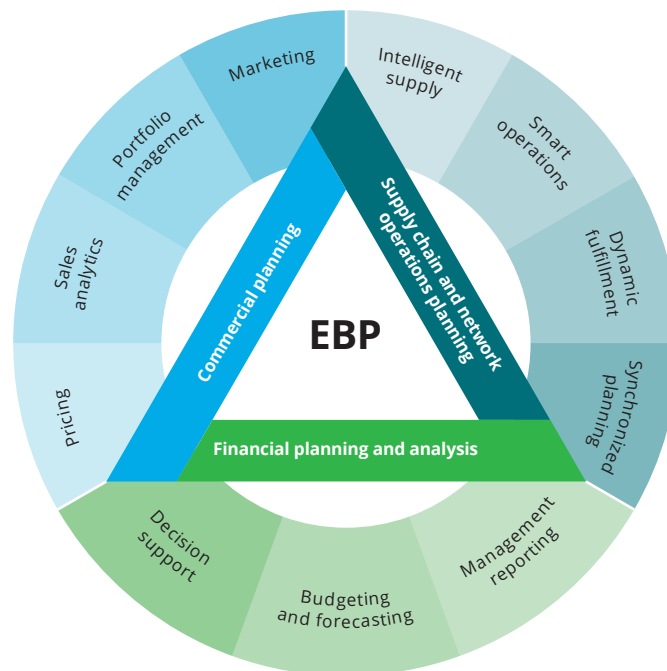 Marketing
Intelligent
supply
Smart
operations
Dynamic
fulfillment
Synchronized
planning
Management
reporting
Budgeting
and forecasting
Decision
support
Pricing
Sales
analytics
Portfolio
management
Commercial planning
Supply chain and network
operations planning
EBP
Financial planning and analysis